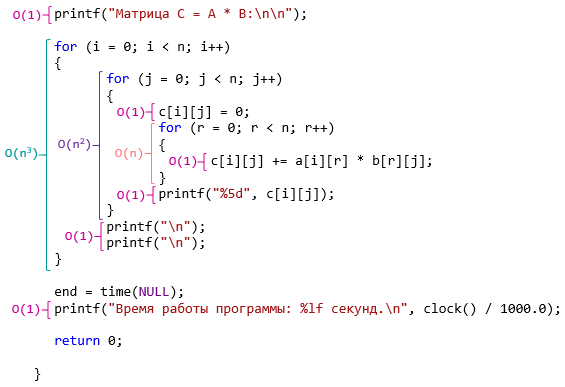 O(1) printf("Матрица C = A * B:\n\n");
for (i = 0; i < n; i++)
{
for (j = 0; j < n; j++)
{
O(1) c[i][j] = 0;
for (r = 0; r < n; r++)
O(n²) O(n) {
O(n³) O(1) c[i][j] += a[i][r] * b[r][j];
}
O(1) printf("%5d", c[i][j]);
}
O(1) printf("\n");
printf("\n");
}
end = time(NULL);
O(1) printf("Время работы программы: %lf секунд.\n", clock() / 1000.0);
return 0;
}